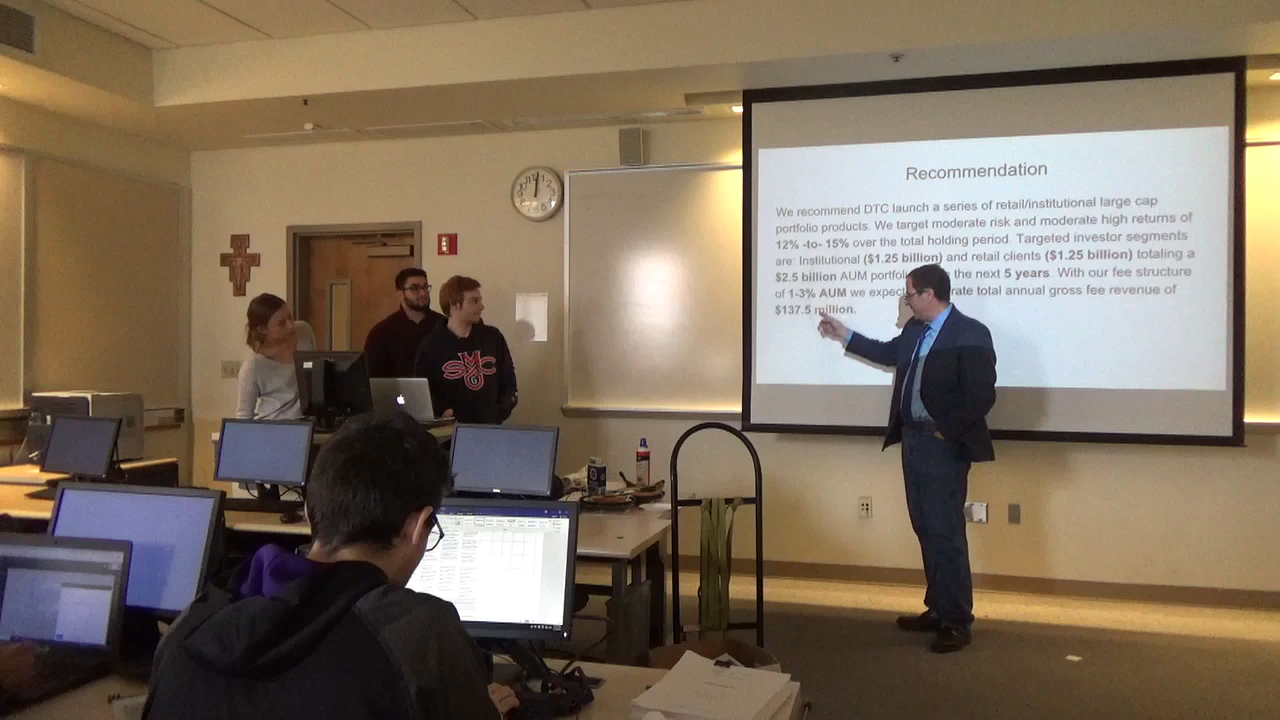 Recommendation
We recommend DTC launch a series of retail/institutional large cap
portfolio products. We target moderate risk and moderate high returns of
12% -to- 15% over the total holding period. Targeted investor segments
are: Institutional ($1.25 billion) and retail clients ($1.25 billion) totaling a
$2.5 billion AUM the next 5 years. With our fee structure
of 1-3% AUM we total annual gross fee revenue of
$137.5 million.
SMC